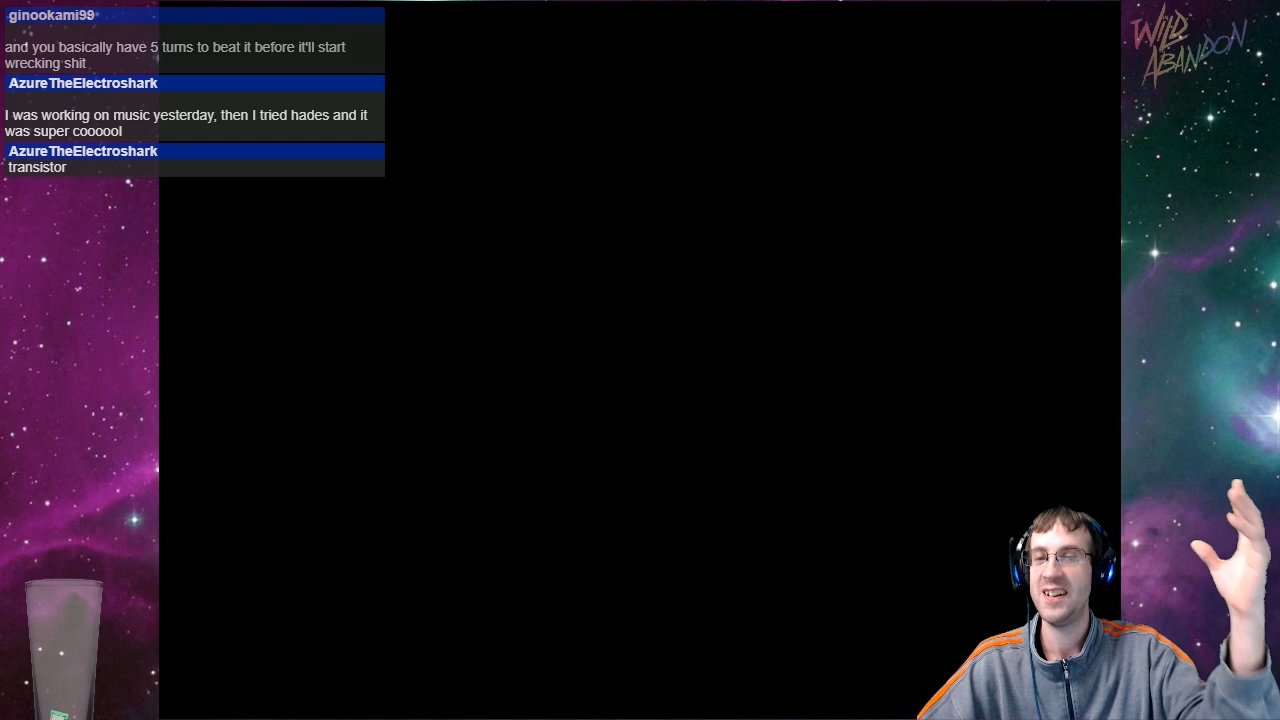 ginookami99
and you basically have 5 turns to beat it before it'll start
wrecking shit
AzureTheElectroshark
I was working on music yesterday, then I tried hades and it
was super coooool
AzureTheElectroshark
transistor
WILD
ABANDON